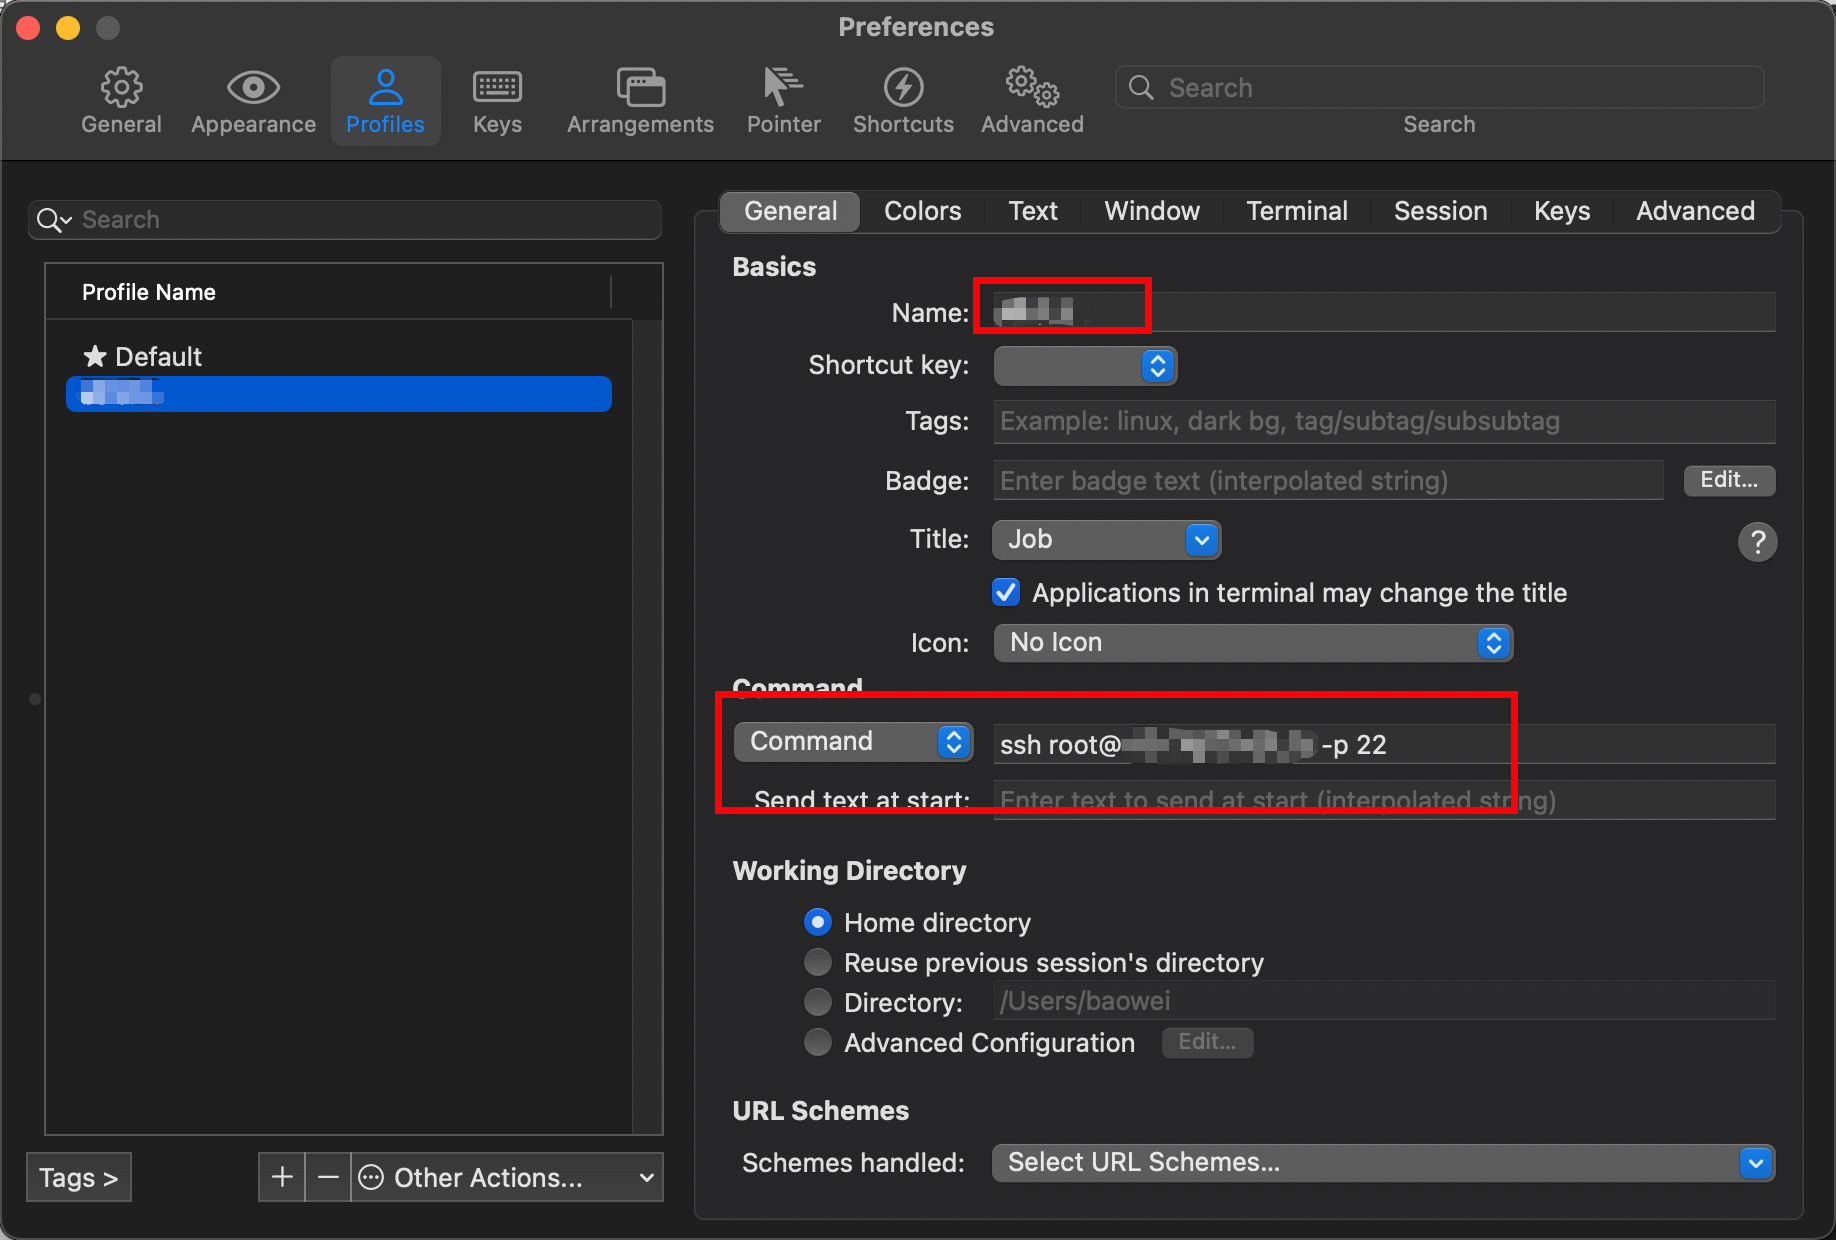 Preferences
General
Appearance
Profiles
Keys
Arrangements
Pointer
Shortcuts
Advanced
Search
Search
Search
Profile Name
★ Default
Tags >
+
−
Other Actions...
General
Colors
Text
Window
Terminal
Session
Keys
Advanced
Basics
Name:
Shortcut key:
Tags:
Example: linux, dark bg, tag/subtag/subsubtag
Badge:
Enter badge text (interpolated string)
Edit...
Title:
Job
?
Applications in terminal may change the title
Icon:
No Icon
Command
Command
ssh root@
-p 22
Send text at start:
Enter text to send at start (interpolated string)
Working Directory
Home directory
Reuse previous session's directory
Directory:
/Users/baowei
Advanced Configuration
Edit...
URL Schemes
Schemes handled:
Select URL Schemes...